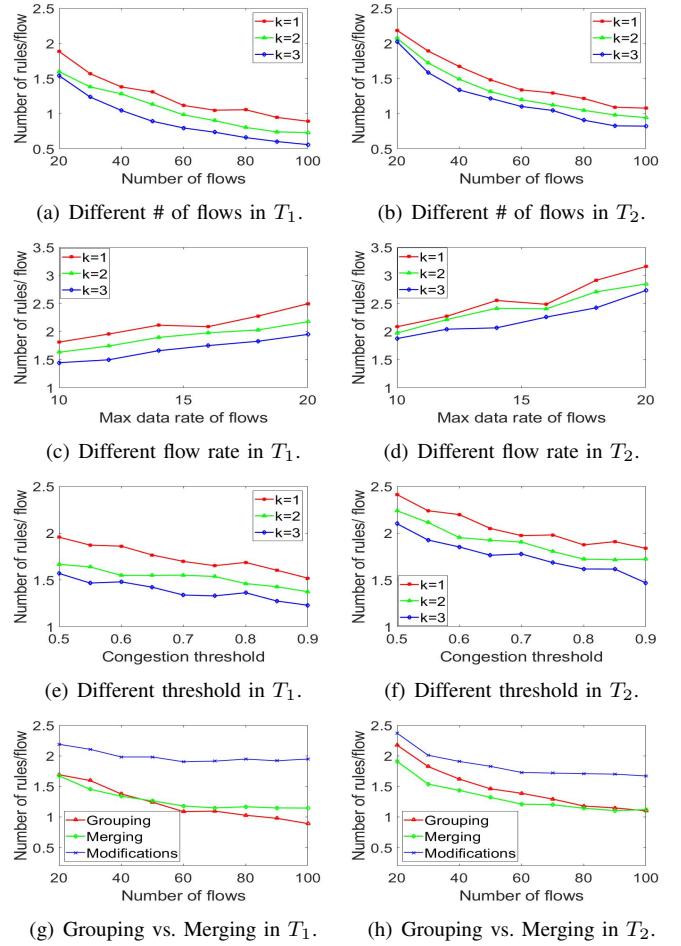 2.5
2
1.5
1
0.5
20 40 60 80 100
Number of rules/flow
Number of flows
k=1
k=2
k=3
(a) Different # of flows in T1.
2.5
2
1.5
1
0.5
20 40 60 80 100
Number of rules/flow
Number of flows
k=1
k=2
k=3
(b) Different # of flows in T2.
3.5
3
2.5
2
1.5
1
10 15 20
Number of rules/ flow
Max data rate of flows
k=1
k=2
k=3
(c) Different flow rate in T1.
3.5
3
2.5
2
1.5
1
10 15 20
Number of rules/ flow
Max data rate of flows
k=1
k=2
k=3
(d) Different flow rate in T2.
2.5
2
1.5
1
0.5 0.6 0.7 0.8 0.9
Number of rules/ flow
Congestion threshold
k=1
k=2
k=3
(e) Different threshold in T1.
2.5
2
1.5
1
0.5 0.6 0.7 0.8 0.9
Number of rules/ flow
Congestion threshold
k=1
k=2
k=3
(f) Different threshold in T2.
2.5
2
1.5
1
0.5
20 40 60 80 100
Number of rules/flow
Number of flows
Grouping
Merging
Modifications
(g) Grouping vs. Merging in T1.
2.5
2
1.5
1
0.5
20 40 60 80 100
Number of rules/flow
Number of flows
Grouping
Merging
Modifications
(h) Grouping vs. Merging in T2.